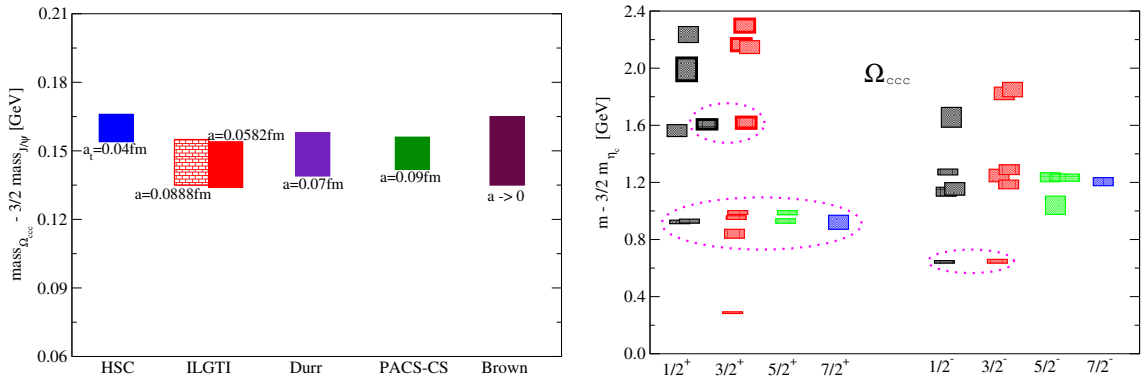 0.21
0.18
0.15
0.12
0.09
0.06
mass_Ω_ccc - 3/2 mass_J/ψ [GeV]
a=0.0582fm
a_t=0.04fm
a=0.0888fm
a=0.07fm
a=0.09fm
a -> 0
HSC ILGTI Durr PACS-CS Brown
2.4
2.0
1.6
1.2
0.8
0.4
0.0
m - 3/2 m_η_c [GeV]
Ω_ccc
1/2⁺ 3/2⁺ 5/2⁺ 7/2⁺ 1/2⁻ 3/2⁻ 5/2⁻ 7/2⁻